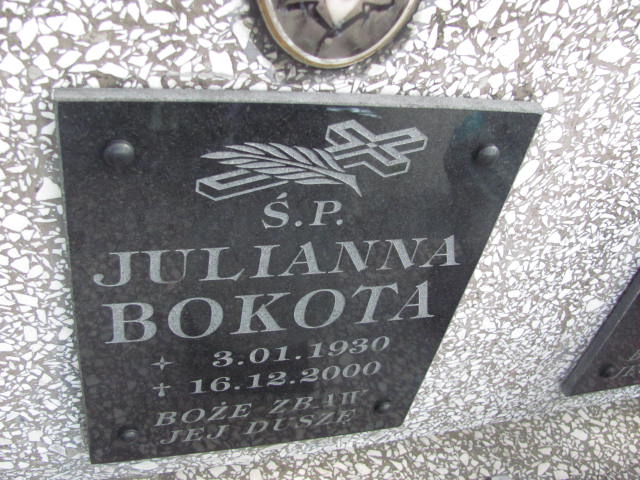 Ś.P.
JULIANNA
BOKOTA
3.01.1930
✝ 16.12.2000
BOŻE ZBAW
JEJ DUSZĘ